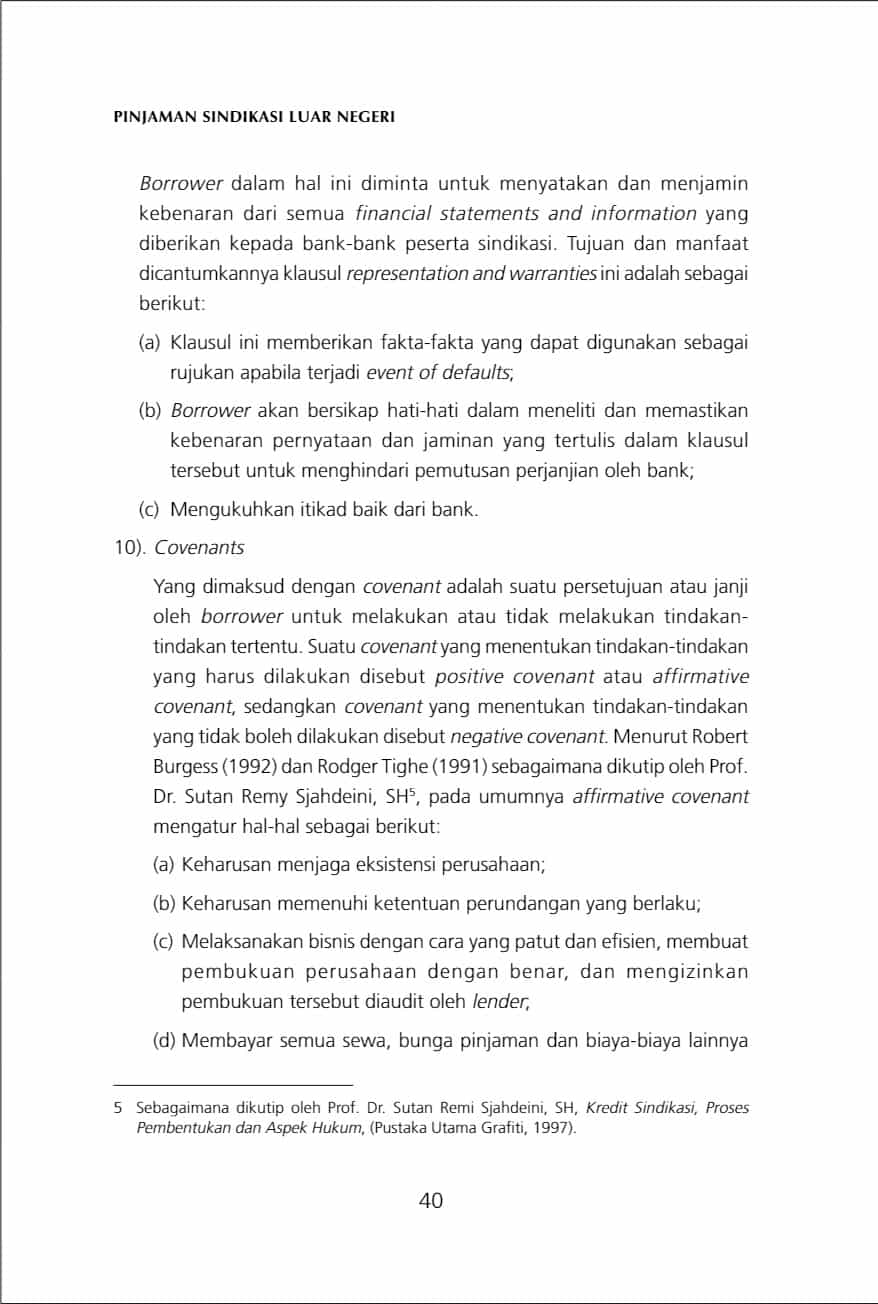 PINJAMAN SINDIKASI LUAR NEGERI
Borrower dalam hal ini diminta untuk menyatakan dan menjamin
kebenaran dari semua financial statements and information yang
diberikan kepada bank-bank peserta sindikasi. Tujuan dan manfaat
dicantumkannya klausul representation and warranties ini adalah sebagai
berikut:
(a) Klausul ini memberikan fakta-fakta yang dapat digunakan sebagai
rujukan apabila terjadi event of defaults;
(b) Borrower akan bersikap hati-hati dalam meneliti dan memastikan
kebenaran pernyataan dan jaminan yang tertulis dalam klausul
tersebut untuk menghindari pemutusan perjanjian oleh bank;
(c) Mengukuhkan itikad baik dari bank.
10). Covenants
Yang dimaksud dengan covenant adalah suatu persetujuan atau janji
oleh borrower untuk melakukan atau tidak melakukan tindakan-
tindakan tertentu. Suatu covenant yang menentukan tindakan-tindakan
yang harus dilakukan disebut positive covenant atau affirmative
covenant, sedangkan covenant yang menentukan tindakan-tindakan
yang tidak boleh dilakukan disebut negative covenant. Menurut Robert
Burgess (1992) dan Rodger Tighe (1991) sebagaimana dikutip oleh Prof.
Dr. Sutan Remy Sjahdeini, SH5, pada umumnya affirmative covenant
mengatur hal-hal sebagai berikut:
(a) Keharusan menjaga eksistensi perusahaan;
(b) Keharusan memenuhi ketentuan perundangan yang berlaku;
(c) Melaksanakan bisnis dengan cara yang patut dan efisien, membuat
pembukuan perusahaan dengan benar, dan mengizinkan
pembukuan tersebut diaudit oleh lender;
(d) Membayar semua sewa, bunga pinjaman dan biaya-biaya lainnya
5 Sebagaimana dikutip oleh Prof. Dr. Sutan Remi Sjahdeini, SH, Kredit Sindikasi, Proses
Pembentukan dan Aspek Hukum, (Pustaka Utama Grafiti, 1997).
40